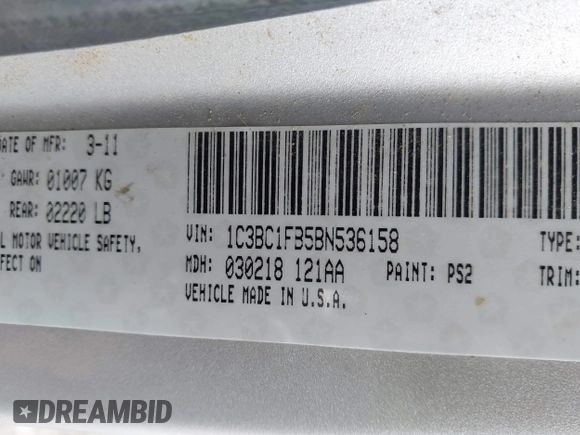 DATE OF MFR: 3-11
GAWR: 01007 KG
REAR: 02220 LB
L MOTOR VEHICLE SAFETY,
FECT ON
VIN: 1C3BC1FB5BN536158
TYPE:
MDH: 030218 121AA PAINT: PS2
TRIM:
VEHICLE MADE IN U.S.A.
DREAMBID